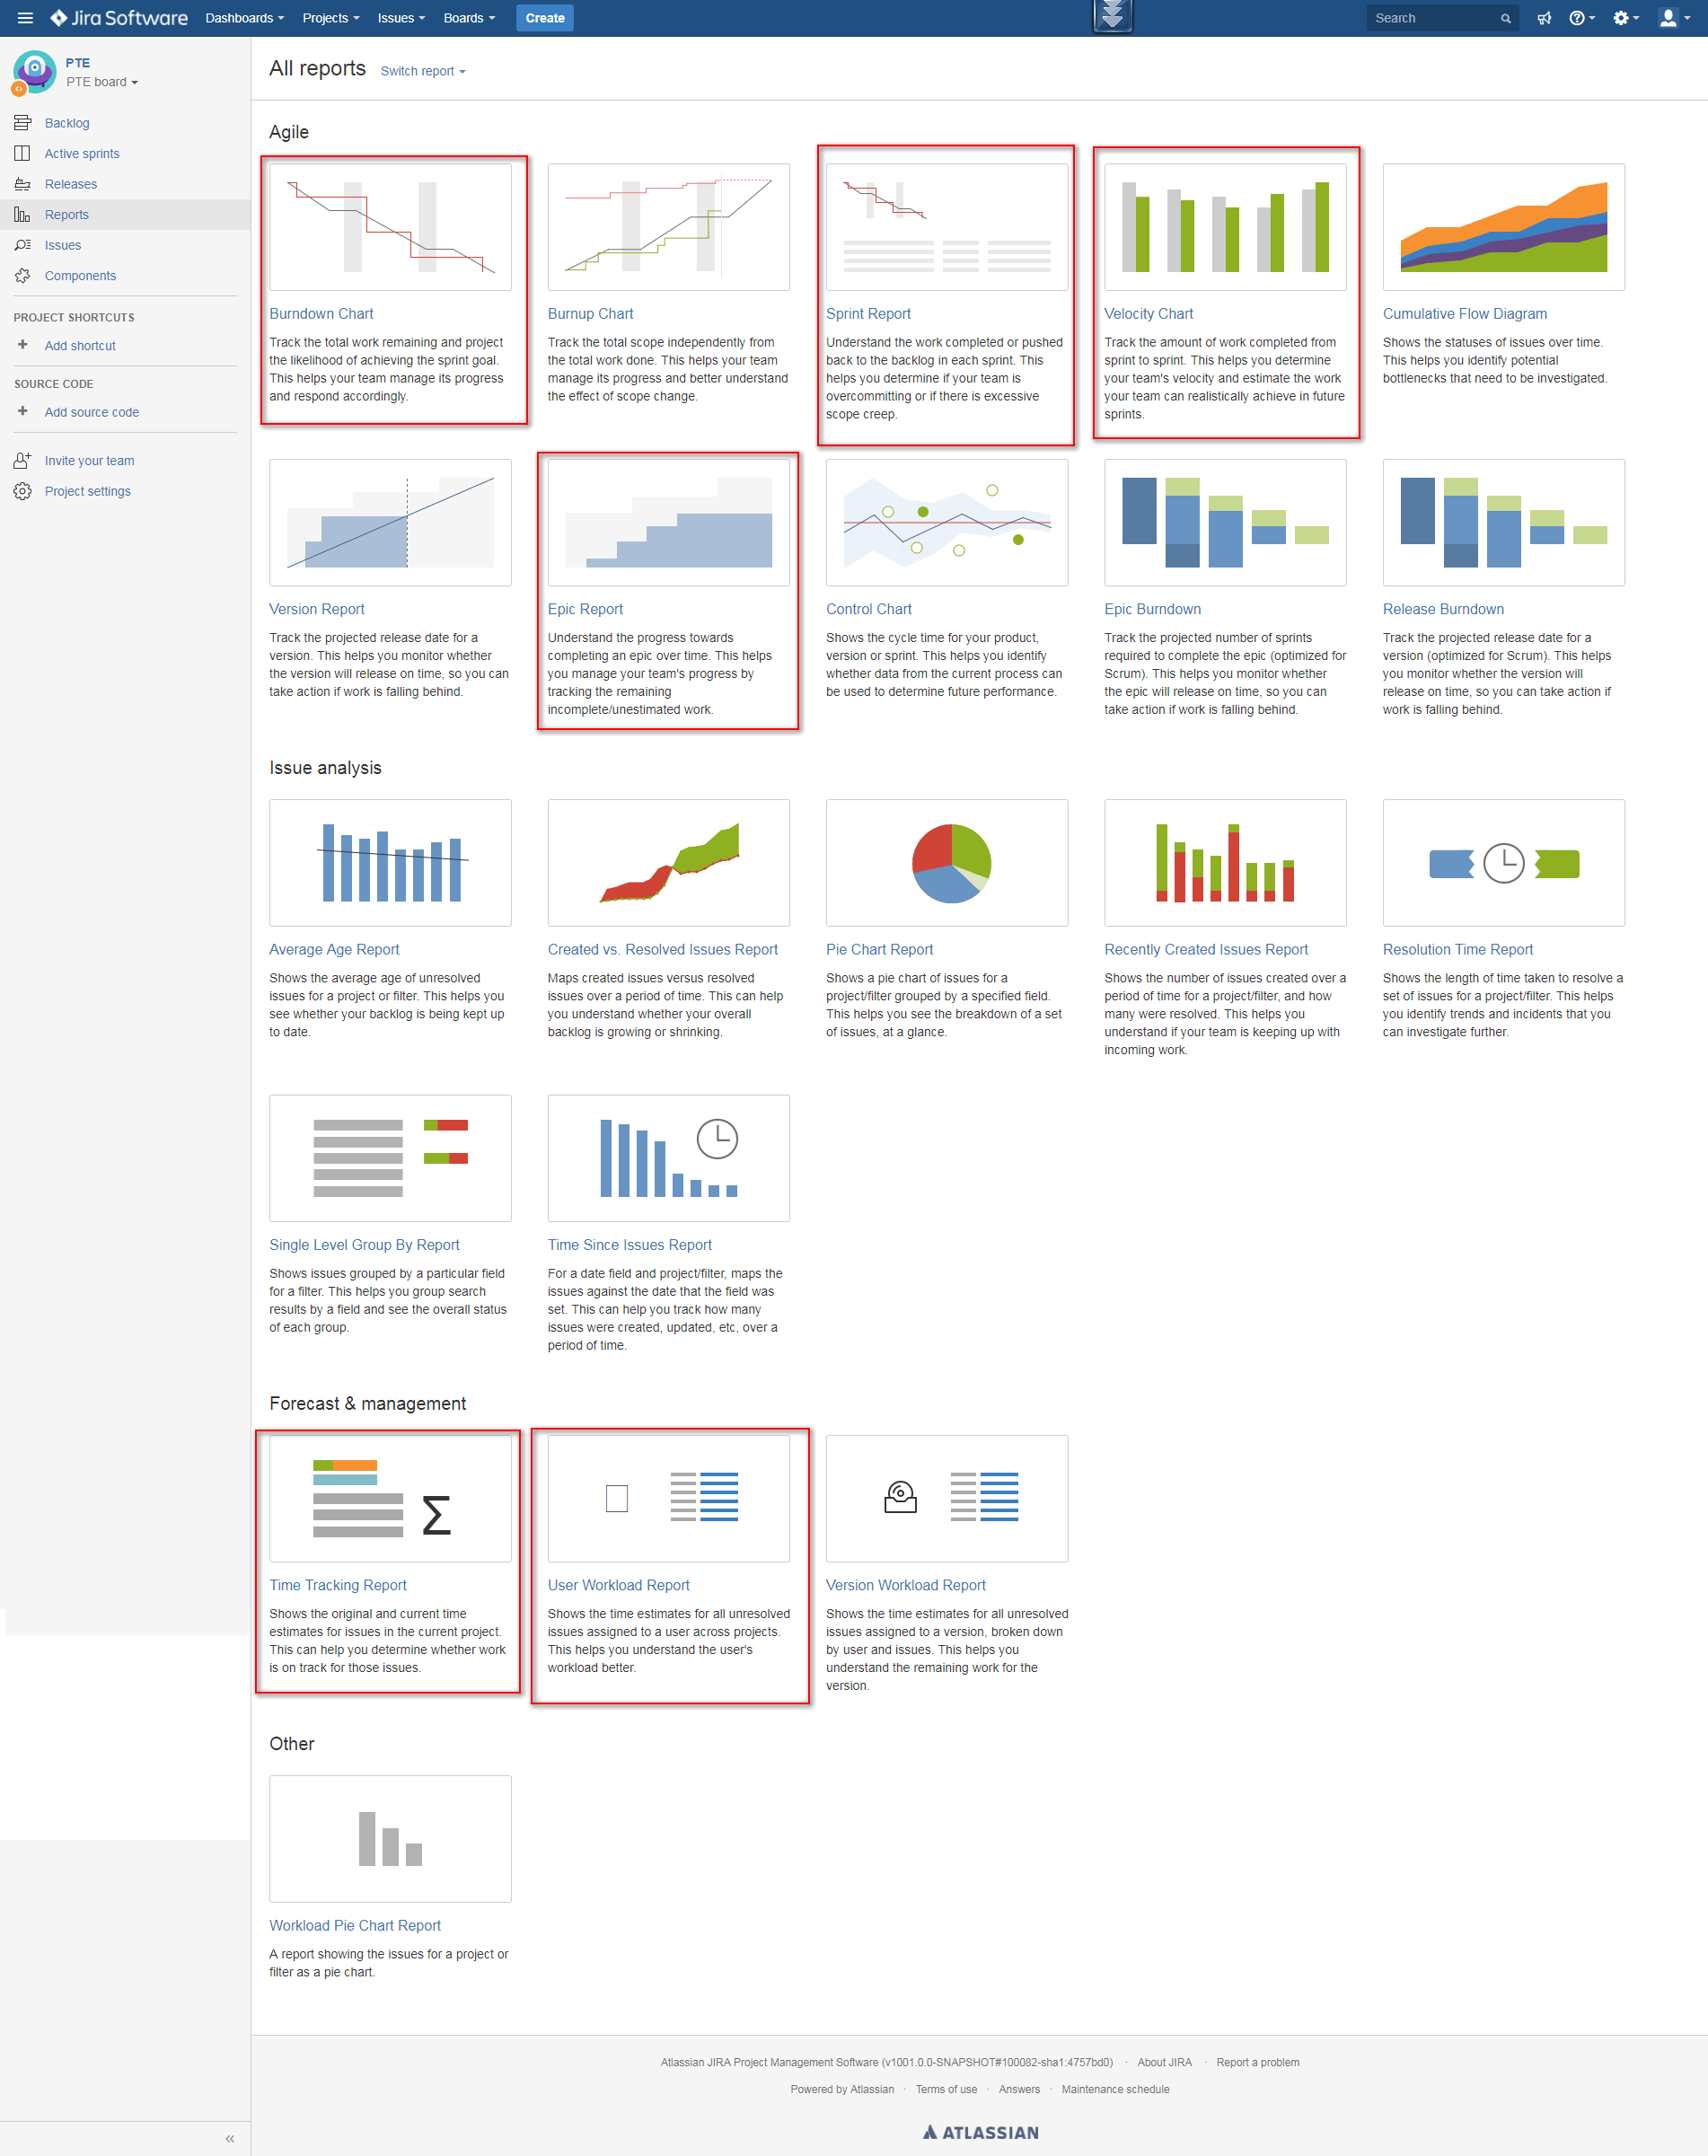 Jira Software Dashboards Projects Issues Boards Create Search
PTE
PTE board
Backlog
Active sprints
Releases
Reports
Issues
Components
PROJECT SHORTCUTS
+ Add shortcut
SOURCE CODE
+ Add source code
Invite your team
Project settings
All reports Switch report
Agile
Burndown Chart
Track the total work remaining and project
the likelihood of achieving the sprint goal.
This helps your team manage its progress
and respond accordingly.
Burnup Chart
Track the total scope independently from
the total work done. This helps your team
manage its progress and better understand
the effect of scope change.
Sprint Report
Understand the work completed or pushed
back to the backlog in each sprint. This
helps you determine if your team is
overcommitting or if there is excessive
scope creep.
Velocity Chart
Track the amount of work completed from
sprint to sprint. This helps you determine
your team's velocity and estimate the work
your team can realistically achieve in future
sprints.
Cumulative Flow Diagram
Shows the statuses of issues over time.
This helps you identify potential
bottlenecks that need to be investigated.
Version Report
Track the projected release date for a
version. This helps you monitor whether
the version will release on time, so you can
take action if work is falling behind.
Epic Report
Understand the progress towards
completing an epic over time. This helps
you manage your team's progress by
tracking the remaining
incomplete/unestimated work.
Control Chart
Shows the cycle time for your product,
version or sprint. This helps you identify
whether data from the current process can
be used to determine future performance.
Epic Burndown
Track the projected number of sprints
required to complete the epic (optimized for
Scrum). This helps you monitor whether
the epic will release on time, so you can
take action if work is falling behind.
Release Burndown
Track the projected release date for a
version (optimized for Scrum). This helps
you monitor whether the version will
release on time, so you can take action if
work is falling behind.
Issue analysis
Average Age Report
Shows the average age of unresolved
issues for a project or filter. This helps you
see whether your backlog is being kept up
to date.
Created vs. Resolved Issues Report
Maps created issues versus resolved
issues over a period of time. This can help
you understand whether your overall
backlog is growing or shrinking.
Pie Chart Report
Shows a pie chart of issues for a
project/filter grouped by a specified field.
This helps you see the breakdown of a set
of issues, at a glance.
Recently Created Issues Report
Shows the number of issues created over a
period of time for a project/filter, and how
many were resolved. This helps you
understand if your team is keeping up with
incoming work.
Resolution Time Report
Shows the length of time taken to resolve a
set of issues for a project/filter. This helps
you identify trends and incidents that you
can investigate further.
Single Level Group By Report
Shows issues grouped by a particular field
for a filter. This helps you group search
results by a field and see the overall status
of each group.
Time Since Issues Report
For a date field and project/filter, maps the
issues against the date that the field was
set. This can help you track how many
issues were created, updated, etc, over a
period of time.
Forecast & management
Σ
Time Tracking Report
Shows the original and current time
estimates for issues in the current project.
This can help you determine whether work
is on track for those issues.
User Workload Report
Shows the time estimates for all unresolved
issues assigned to a user across projects.
This helps you understand the user's
workload better.
Version Workload Report
Shows the time estimates for all unresolved
issues assigned to a version, broken down
by user and issues. This helps you
understand the remaining work for the
version.
Other
Workload Pie Chart Report
A report showing the issues for a project or
filter as a pie chart.
Atlassian JIRA Project Management Software (v1001.0.0-SNAPSHOT#100082-sha1:4757bd0) · About JIRA · Report a problem
Powered by Atlassian · Terms of use · Answers · Maintenance schedule
ATLASSIAN
«